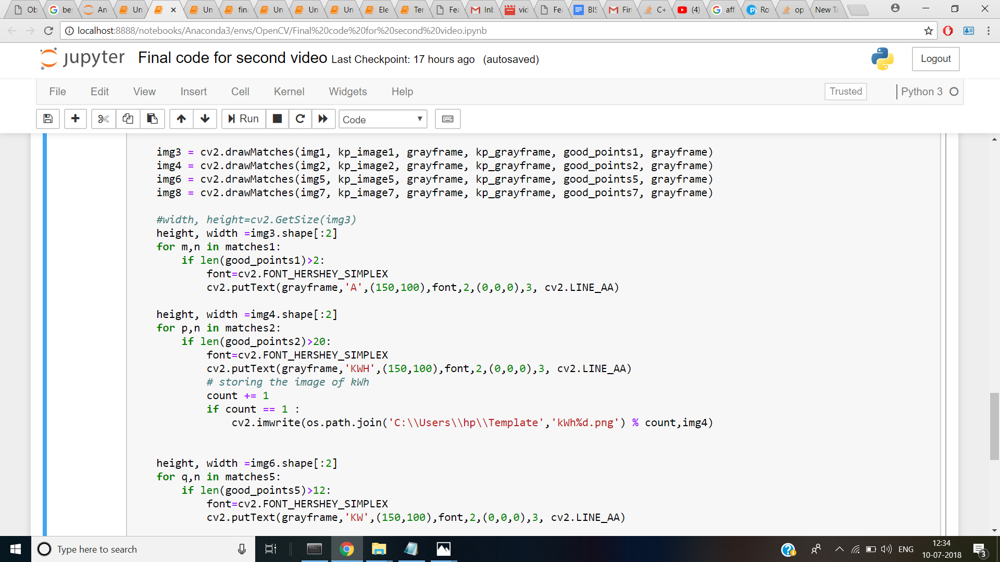 Ob
be
An
Un
Un
fin
Un
Un
Un
Ele
Ter
Fea
Inb
vid
Fea
BIS
Fin
C+
(4)
aff
Ro
op
New Ta
localhost:8888/notebooks/Anaconda3/envs/OpenCV/Final%20code%20for%20second%20video.ipynb
jupyter Final code for second video Last Checkpoint: 17 hours ago (autosaved)
Logout
File Edit View Insert Cell Kernel Widgets Help
Trusted
Python 3
Run
Code
img3 = cv2.drawMatches(img1, kp_image1, grayframe, kp_grayframe, good_points1, grayframe)
img4 = cv2.drawMatches(img2, kp_image2, grayframe, kp_grayframe, good_points2, grayframe)
img6 = cv2.drawMatches(img5, kp_image5, grayframe, kp_grayframe, good_points5, grayframe)
img8 = cv2.drawMatches(img7, kp_image7, grayframe, kp_grayframe, good_points7, grayframe)
#width, height=cv2.GetSize(img3)
height, width =img3.shape[:2]
for m,n in matches1:
    if len(good_points1)>2:
        font=cv2.FONT_HERSHEY_SIMPLEX
        cv2.putText(grayframe,'A',(150,100),font,2,(0,0,0),3, cv2.LINE_AA)
height, width =img4.shape[:2]
for p,n in matches2:
    if len(good_points2)>20:
        font=cv2.FONT_HERSHEY_SIMPLEX
        cv2.putText(grayframe,'KWH',(150,100),font,2,(0,0,0),3, cv2.LINE_AA)
        # storing the image of kWh
        count += 1
        if count == 1 :
            cv2.imwrite(os.path.join('C:\\Users\\hp\\Template','kWh%d.png') % count,img4)
height, width =img6.shape[:2]
for q,n in matches5:
    if len(good_points5)>12:
        font=cv2.FONT_HERSHEY_SIMPLEX
        cv2.putText(grayframe,'KW',(150,100),font,2,(0,0,0),3, cv2.LINE_AA)
Type here to search
ENG
12:34
10-07-2018
3